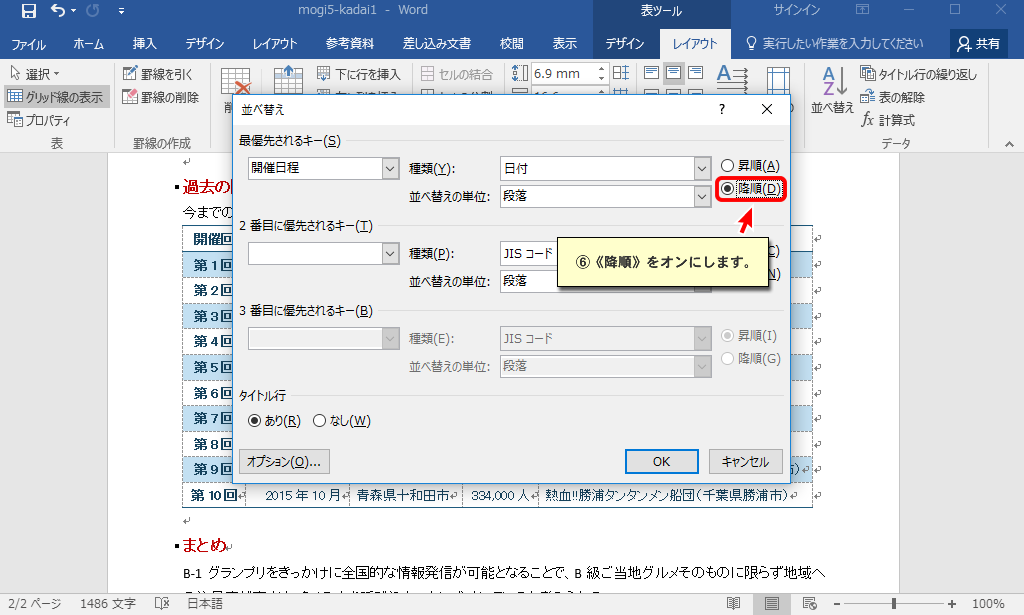 mogi5-kadai1 - Word
表ツール
サインイン
ファイル ホーム 挿入 デザイン レイアウト 参考資料 差し込み文書 校閲 表示 デザイン レイアウト 実行したい作業を入力してください 共有
選択
グリッド線の表示
プロパティ
表
罫線を引く
罫線の削除
罫線の作成
下に行を挿入
セルの結合
6.9 mm
並べ替え
タイトル行の繰り返し
表の解除
計算式
データ
並べ替え
最優先されるキー(S)
開催日程 種類(Y): 日付 昇順(A)
並べ替えの単位: 段落 降順(D)
2 番目に優先されるキー(T)
種類(P): JIS コード
並べ替えの単位: 段落
⑥《降順》をオンにします。
3 番目に優先されるキー(B)
種類(E): JIS コード 昇順(I)
並べ替えの単位: 段落 降順(G)
タイトル行
あり(R) なし(W)
オプション(O)... OK キャンセル
過去の
今までの
開催回
第 1 回
第 2 回
第 3 回
第 4 回
第 5 回
第 6 回
第 7 回
第 8 回
第 9 回
第 10 回 2015 年 10 月 青森県十和田市 334,000 人 熱血!!勝浦タンタンメン船団(千葉県勝浦市)
まとめ
B-1 グランプリをきっかけに全国的な情報発信が可能となることで、B 級ご当地グルメそのものに限らず地域へ
2/2 ページ 1486 文字 日本語 100%